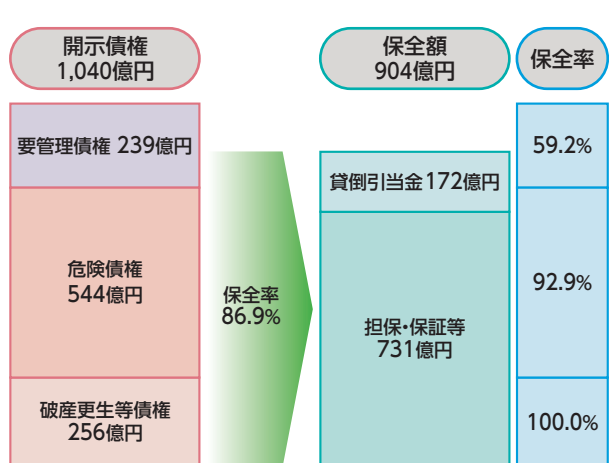 開示債権
1,040億円
要管理債権 239億円
危険債権
544億円
破産更生等債権
256億円
保全率
86.9%
保全額
904億円
貸倒引当金172億円
担保・保証等
731億円
保全率
59.2%
92.9%
100.0%